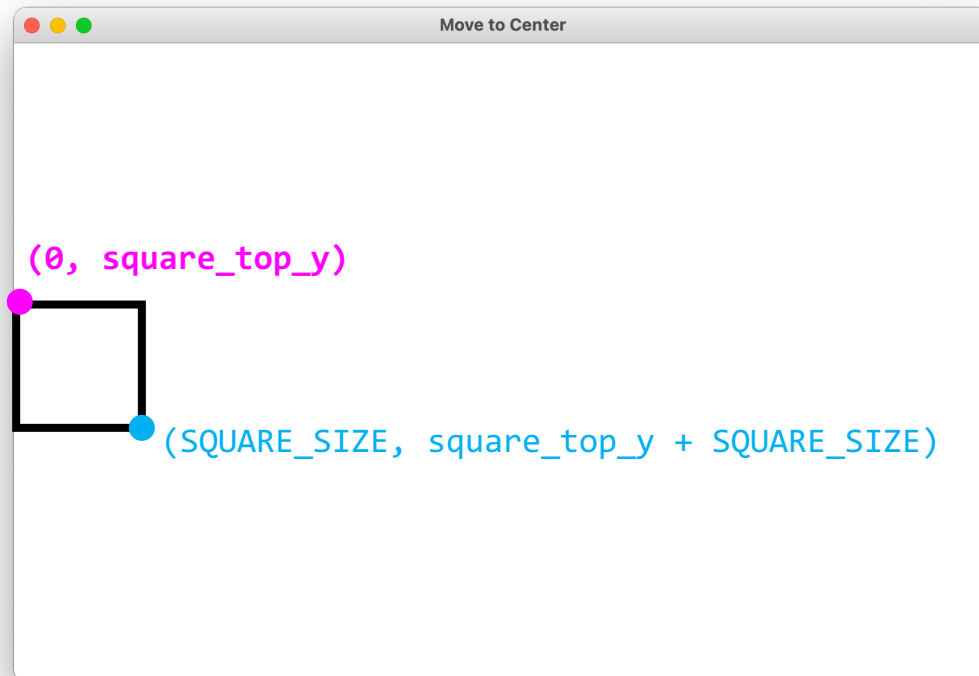 Move to Center
(0, square_top_y)
(SQUARE_SIZE, square_top_y + SQUARE_SIZE)